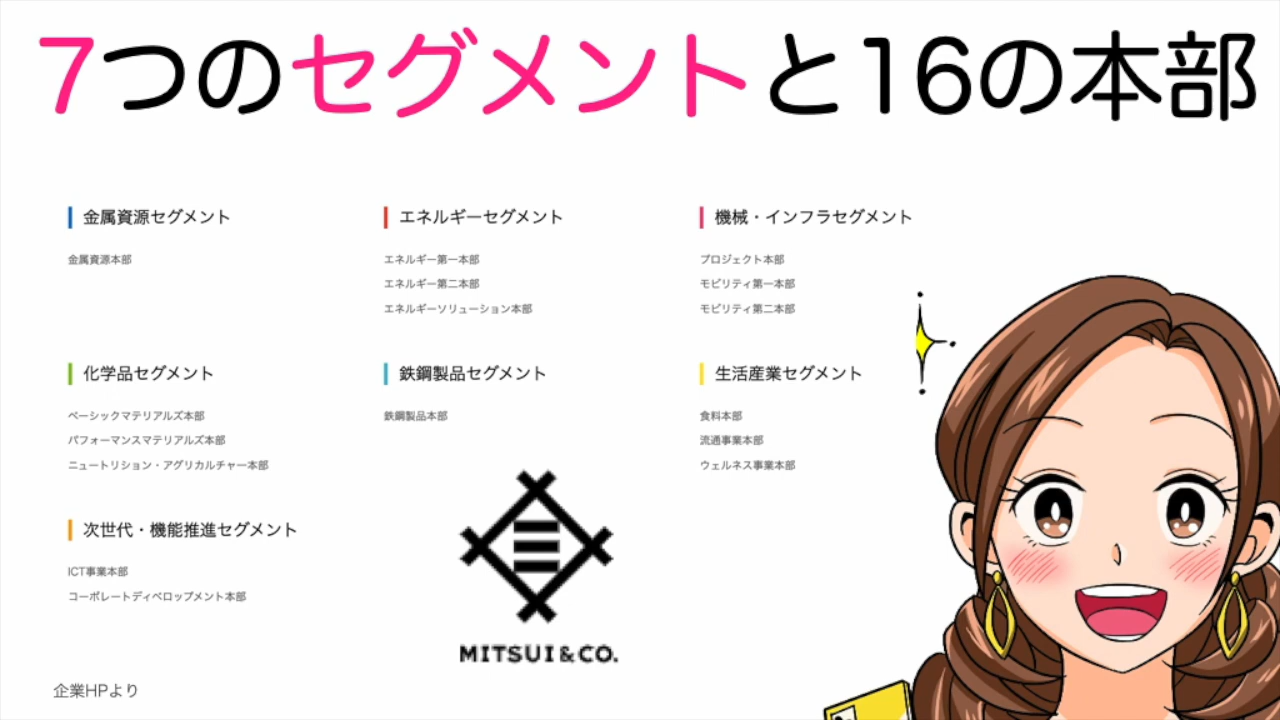 7つのセグメントと16の本部
金属資源セグメント
金属資源本部
エネルギーセグメント
エネルギー第一本部
エネルギー第二本部
エネルギーソリューション本部
機械・インフラセグメント
プロジェクト本部
モビリティ第一本部
モビリティ第二本部
化学品セグメント
ベーシックマテリアルズ本部
パフォーマンスマテリアルズ本部
ニュートリション・アグリカルチャー本部
鉄鋼製品セグメント
鉄鋼製品本部
生活産業セグメント
食料本部
流通事業本部
ウェルネス事業本部
次世代・機能推進セグメント
ICT事業本部
コーポレートディベロップメント本部
MITSUI&CO.
企業HPより